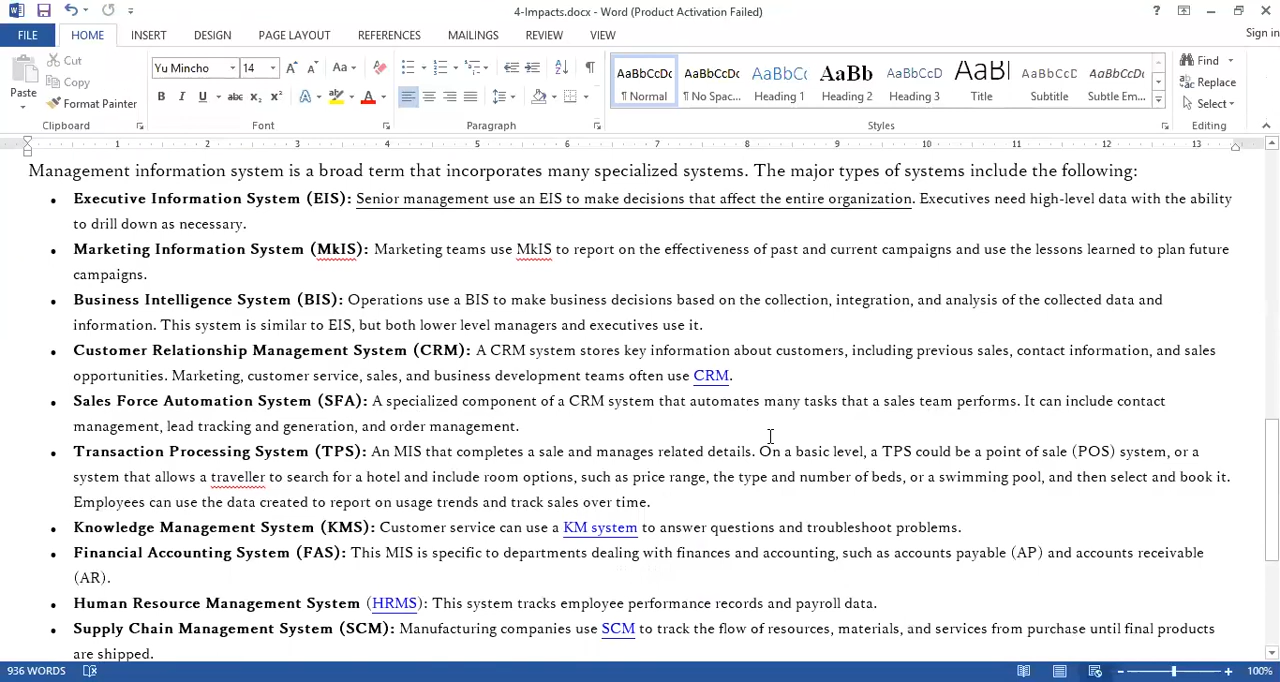 4-Impacts.docx - Word (Product Activation Failed)
FILE HOME INSERT DESIGN PAGE LAYOUT REFERENCES MAILINGS REVIEW VIEW Sign in
Paste Cut Copy Format Painter
Yu Mincho 14
Find Replace Select
AaBbCcDc ¶ Normal AaBbCcDc ¶ No Spac... AaBbCc Heading 1 AaBb Heading 2 AaBbCcD Heading 3 AaBl Title AaBbCcD Subtitle AaBbCcDc Subtle Em...
Clipboard Font Paragraph Styles Editing
1 2 3 4 5 6 7 8 9 10 11 12 13
Management information system is a broad term that incorporates many specialized systems. The major types of systems include the following:
• Executive Information System (EIS): Senior management use an EIS to make decisions that affect the entire organization. Executives need high-level data with the ability
to drill down as necessary.
• Marketing Information System (MkIS): Marketing teams use MkIS to report on the effectiveness of past and current campaigns and use the lessons learned to plan future
campaigns.
• Business Intelligence System (BIS): Operations use a BIS to make business decisions based on the collection, integration, and analysis of the collected data and
information. This system is similar to EIS, but both lower level managers and executives use it.
• Customer Relationship Management System (CRM): A CRM system stores key information about customers, including previous sales, contact information, and sales
opportunities. Marketing, customer service, sales, and business development teams often use CRM.
• Sales Force Automation System (SFA): A specialized component of a CRM system that automates many tasks that a sales team performs. It can include contact
management, lead tracking and generation, and order management.
• Transaction Processing System (TPS): An MIS that completes a sale and manages related details. On a basic level, a TPS could be a point of sale (POS) system, or a
system that allows a traveller to search for a hotel and include room options, such as price range, the type and number of beds, or a swimming pool, and then select and book it.
Employees can use the data created to report on usage trends and track sales over time.
• Knowledge Management System (KMS): Customer service can use a KM system to answer questions and troubleshoot problems.
• Financial Accounting System (FAS): This MIS is specific to departments dealing with finances and accounting, such as accounts payable (AP) and accounts receivable
(AR).
• Human Resource Management System (HRMS): This system tracks employee performance records and payroll data.
• Supply Chain Management System (SCM): Manufacturing companies use SCM to track the flow of resources, materials, and services from purchase until final products
are shipped.
936 WORDS 100%